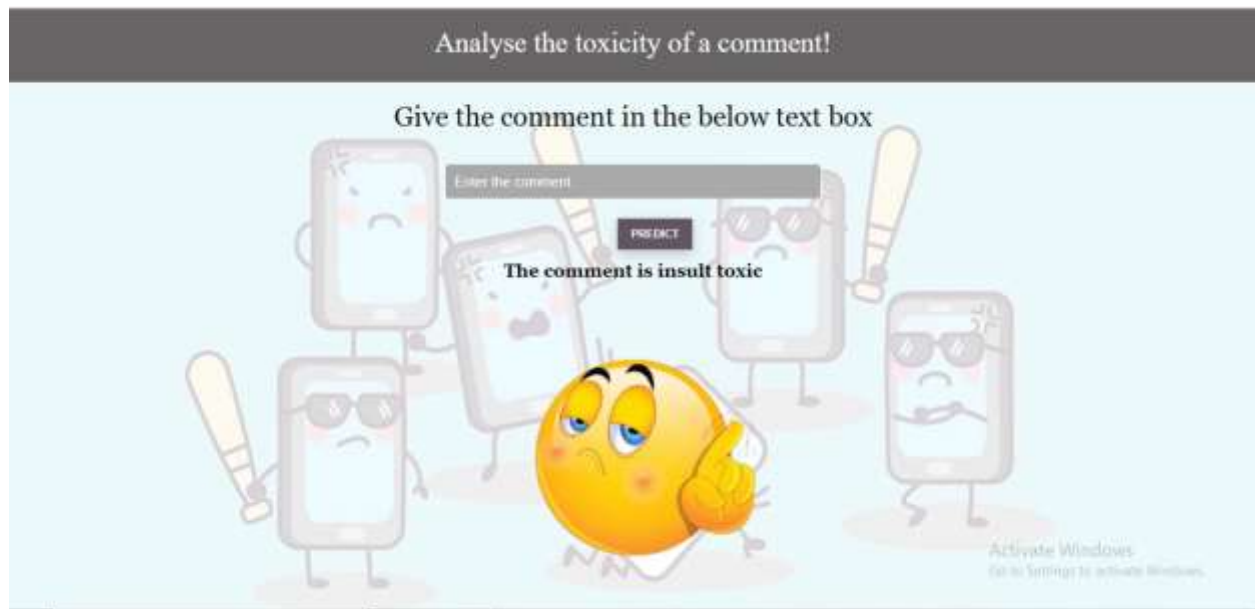 Analyse the toxicity of a comment!
Give the comment in the below text box
Enter the comment
PREDICT
The comment is insult toxic
Activate Windows
Go to Settings to activate Windows.